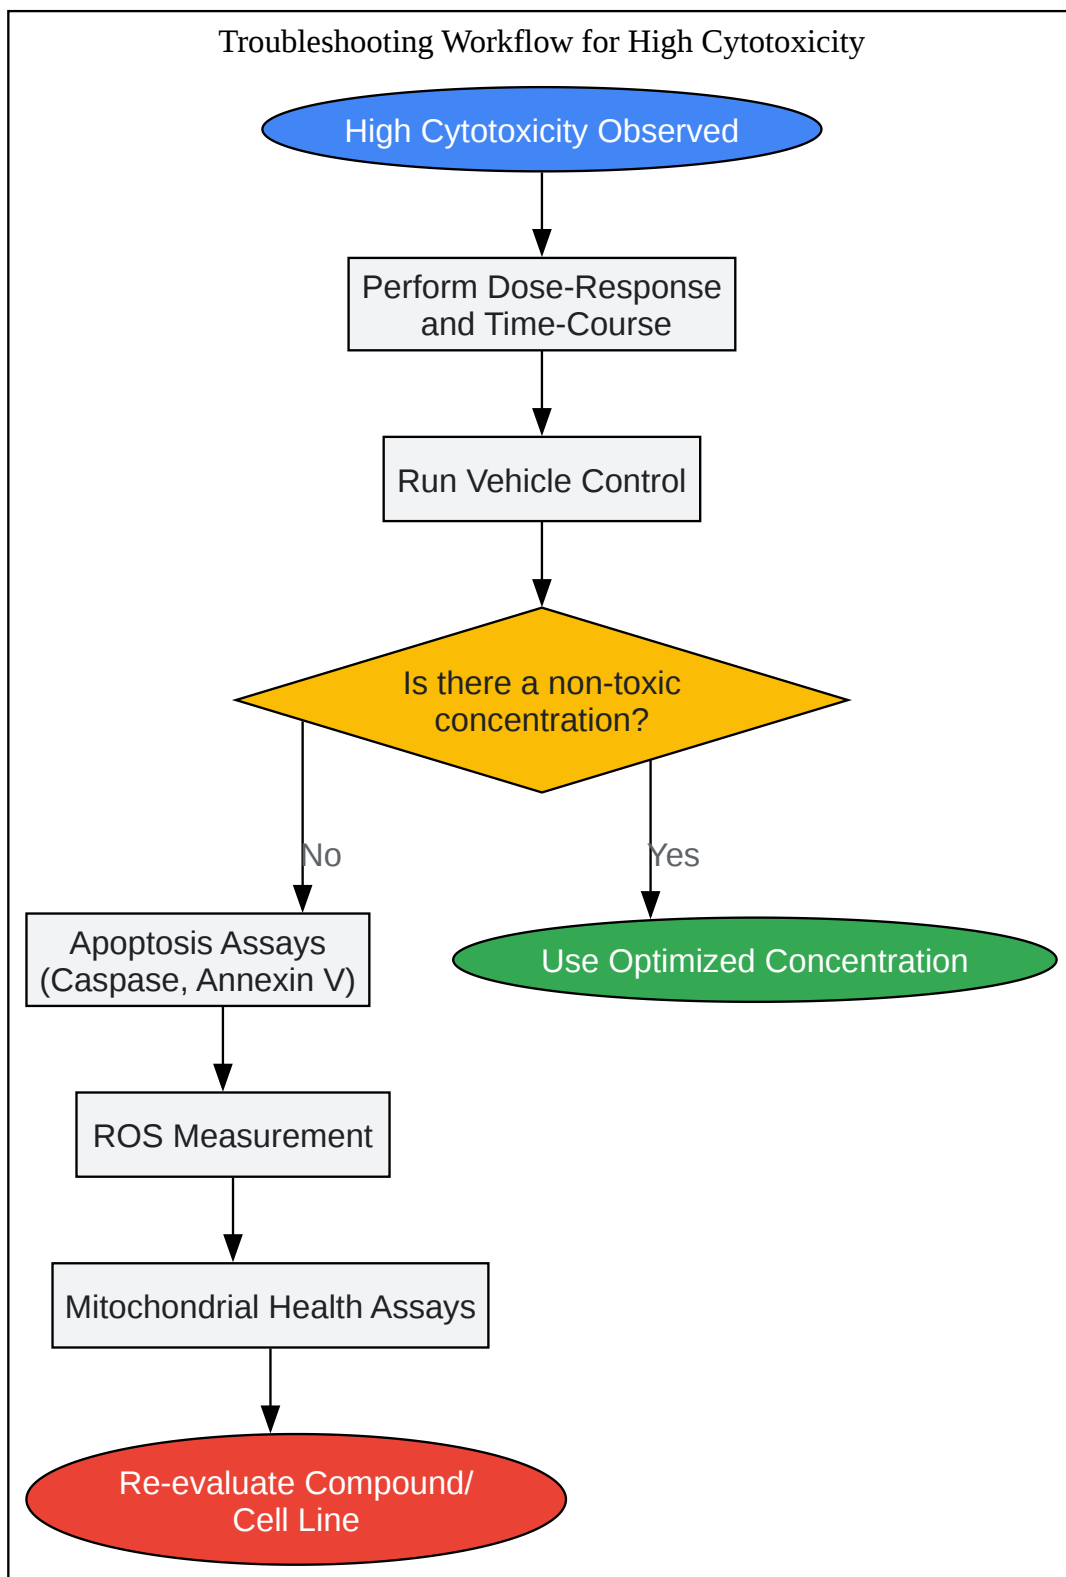 Troubleshooting Workflow for High Cytotoxicity
High Cytotoxicity Observed
Perform Dose-Response
and Time-Course
Run Vehicle Control
Is there a non-toxic
concentration?
No
Yes
Apoptosis Assays
(Caspase, Annexin V)
Use Optimized Concentration
ROS Measurement
Mitochondrial Health Assays
Re-evaluate Compound/
Cell Line